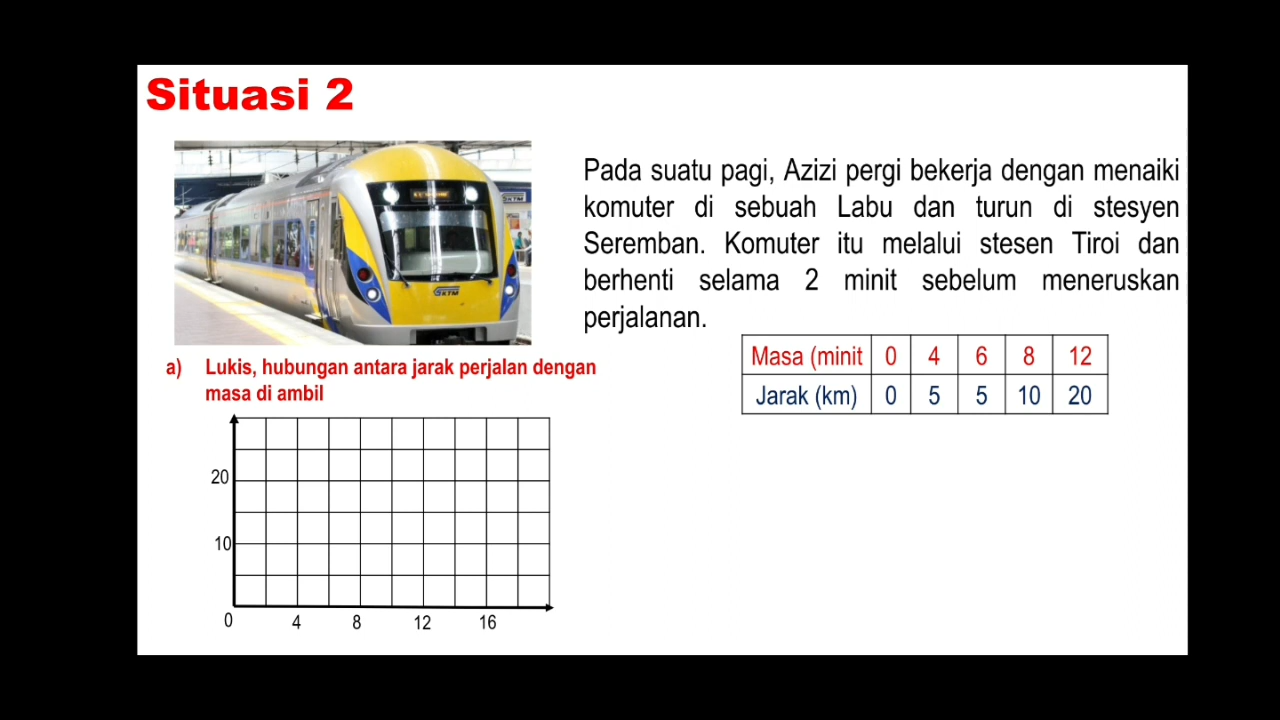 Situasi 2
Pada suatu pagi, Azizi pergi bekerja dengan menaiki
komuter di sebuah Labu dan turun di stesyen
Seremban. Komuter itu melalui stesen Tiroi dan
berhenti selama 2 minit sebelum meneruskan
perjalanan.
KTM
Masa (minit 0 4 6 8 12
Jarak (km) 0 5 5 10 20
a) Lukis, hubungan antara jarak perjalan dengan
masa di ambil
20
10
0 4 8 12 16